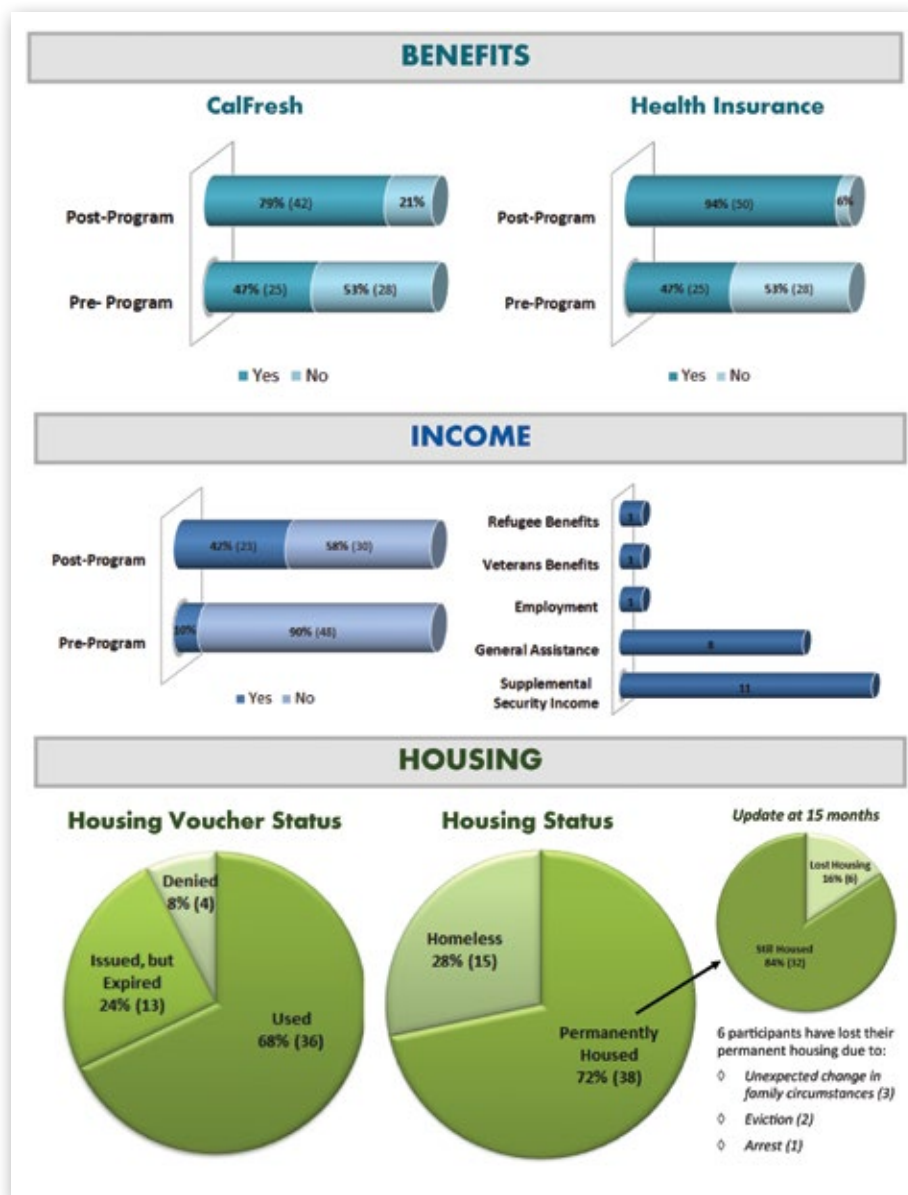 BENEFITS
CalFresh
Post-Program
79% (42)
21%
Pre- Program
47% (25)
53% (28)
Yes No
Health Insurance
Post-Program
94% (50)
6%
Pre-Program
47% (25)
53% (28)
Yes No
INCOME
Post-Program
42%
58% (30)
Pre-Program
10%
90% (48)
Yes No
Refugee Benefits
1
Veterans Benefits
1
Employment
1
General Assistance
8
Supplemental
Security Income
11
HOUSING
Housing Voucher Status
Denied
8% (4)
Issued, but
Expired
24% (13)
Used
68% (36)
Housing Status
Homeless
28% (15)
Permanently
Housed
72% (38)
Update at 15 months
Lost Housing
16% (6)
Still Housed
84% (32)
6 participants have lost their
permanent housing due to:
◊ Unexpected change in
family circumstances (3)
◊ Eviction (2)
◊ Arrest (1)